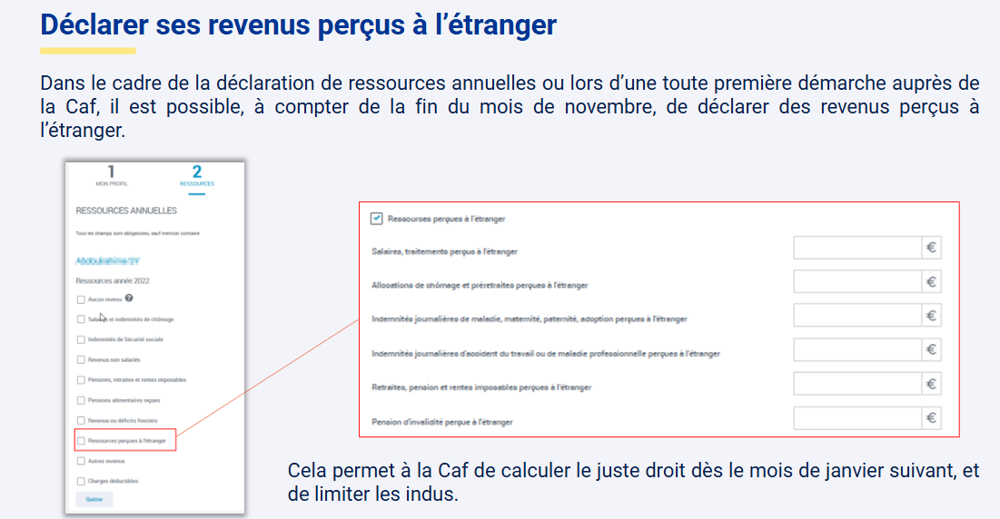 Déclarer ses revenus perçus à l'étranger
Dans le cadre de la déclaration de ressources annuelles ou lors d'une toute première démarche auprès de
la Caf, il est possible, à compter de la fin du mois de novembre, de déclarer des revenus perçus à
l'étranger.
1
MON PROFIL
2
RESSOURCES
RESSOURCES ANNUELLES
Tous les champs sont obligatoires, sauf mention contraire
Ressources année 2022
Aucun revenu ?
Salaires et indemnités de chômage
Indemnités de Sécurité sociale
Revenus non salariés
Pensions, retraites et rentes imposables
Pensions alimentaires reçues
Revenus ou déficits fonciers
Ressources perçues à l'étranger
Autres revenus
Charges déductibles
Quitter
Ressources perçues à l'étranger
Salaires, traitements perçus à l'étranger €
Allocations de chômage et préretraites perçues à l'étranger €
Indemnités journalières de maladie, maternité, paternité, adoption perçues à l'étranger €
Indemnités journalières d'accident du travail ou de maladie professionnelle perçues à l'étranger €
Retraites, pension et rentes imposables perçues à l'étranger €
Pension d'invalidité perçue à l'étranger €
Cela permet à la Caf de calculer le juste droit dès le mois de janvier suivant, et
de limiter les indus.